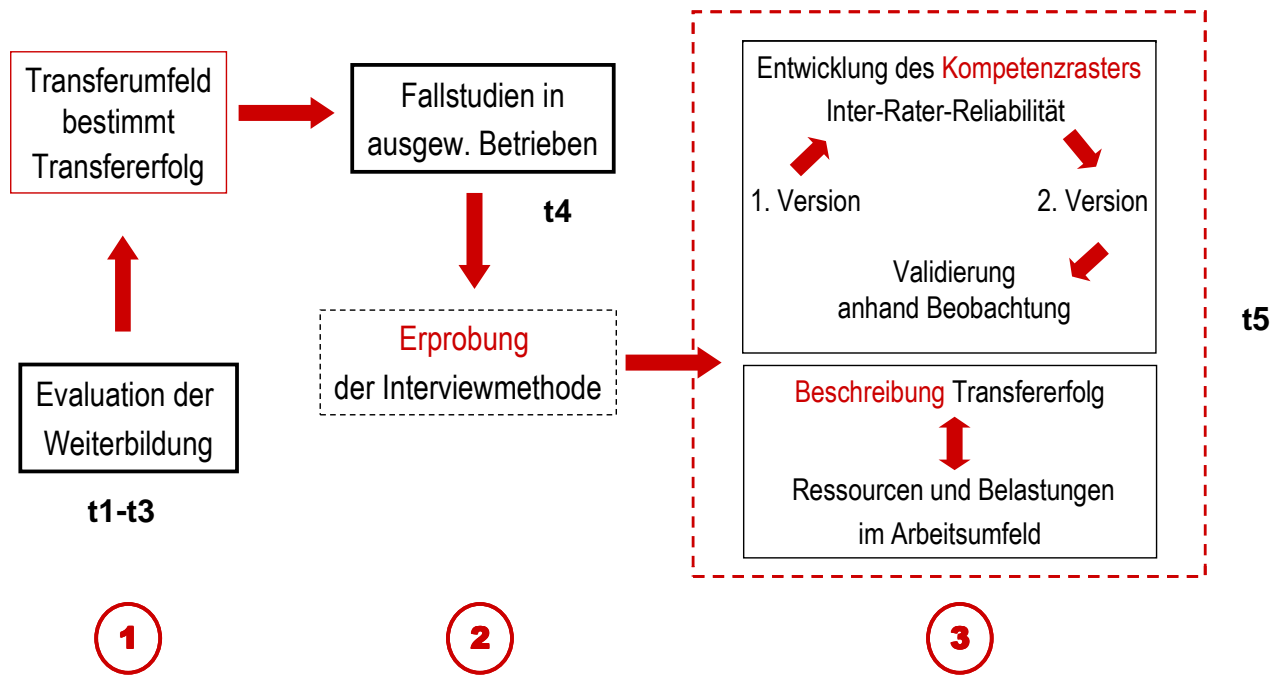 Transferumfeld
bestimmt
Transfererfolg
Evaluation der
Weiterbildung
t1-t3
1
Fallstudien in
ausgew. Betrieben
t4
Erprobung
der Interviewmethode
2
Entwicklung des Kompetenzrasters
Inter-Rater-Reliabilität
1. Version
2. Version
Validierung
anhand Beobachtung
Beschreibung Transfererfolg
Ressourcen und Belastungen
im Arbeitsumfeld
t5
3